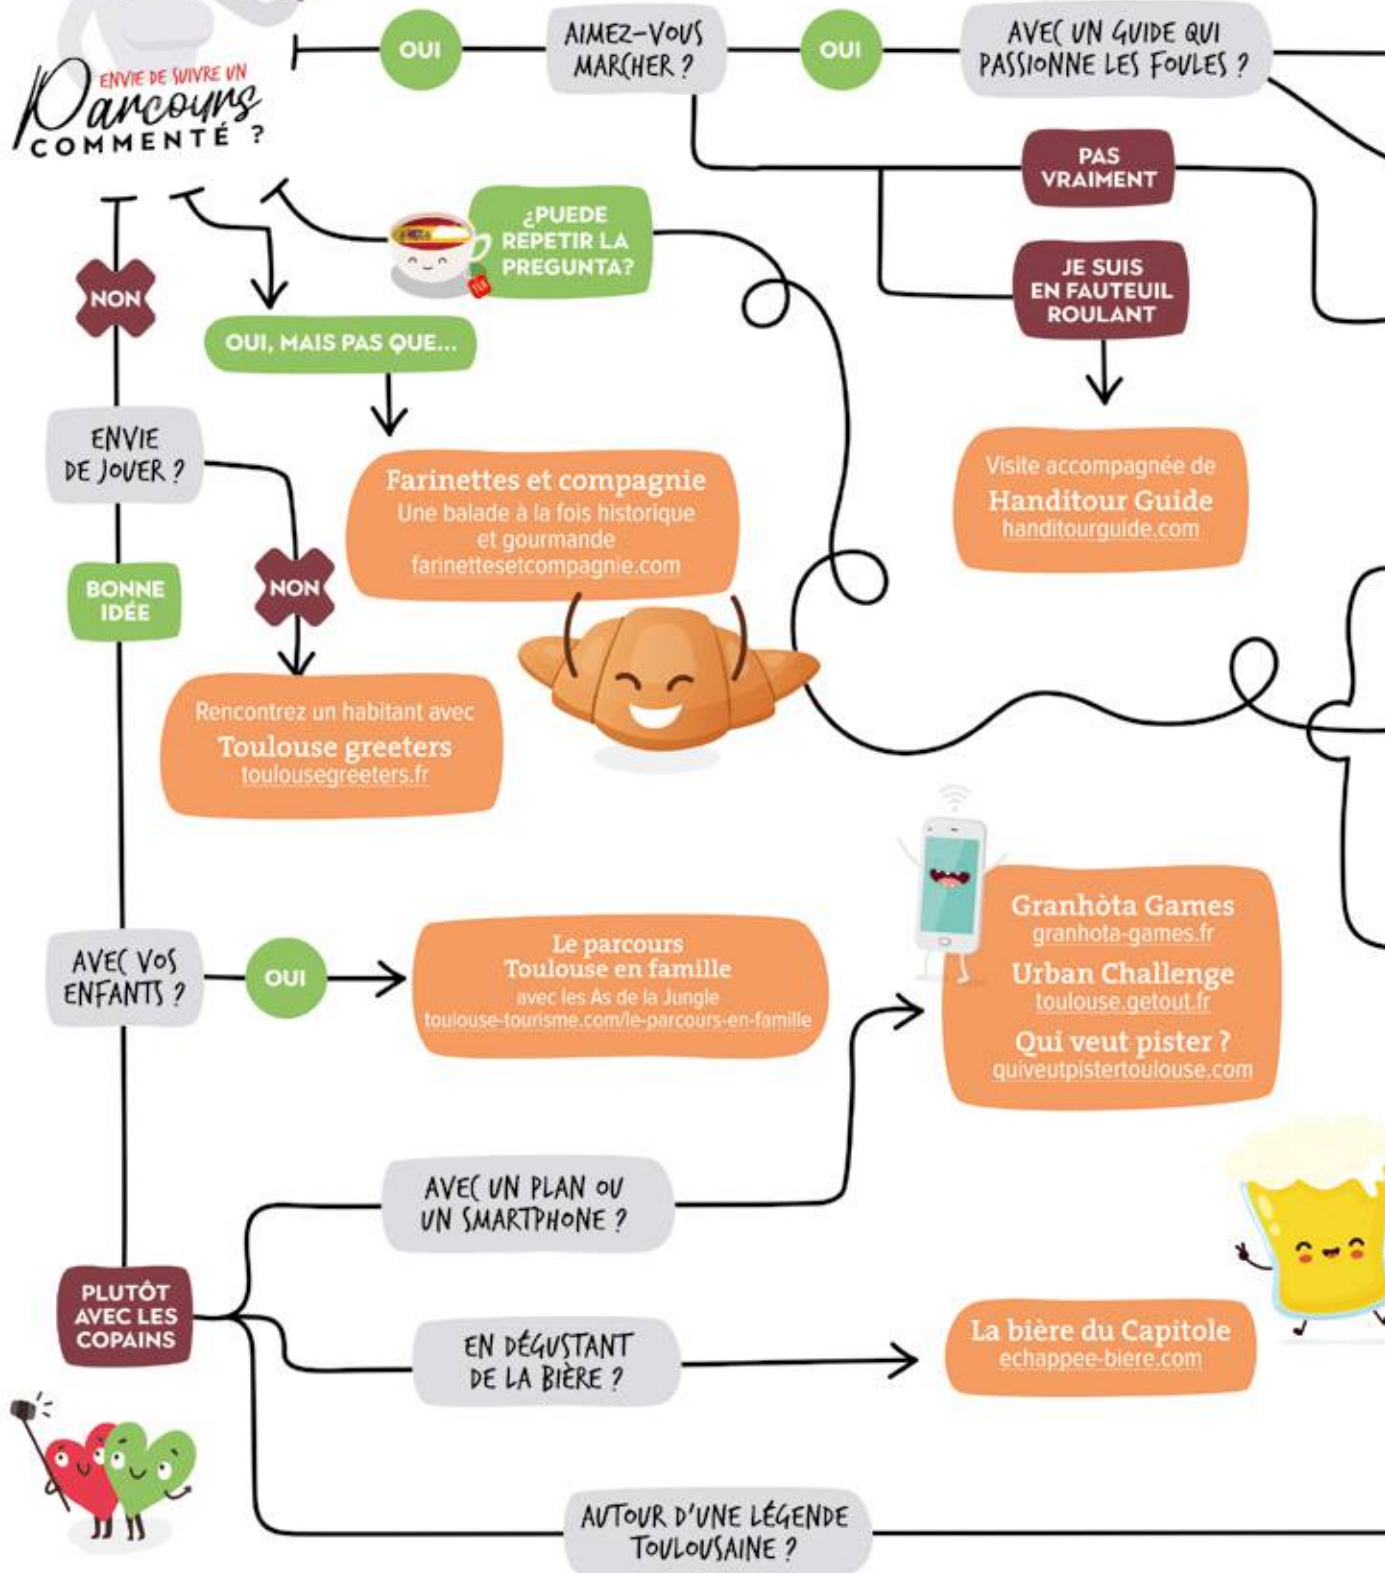 ENVIE DE SUIVRE UN
Parcours
COMMENTÉ ?
OUI
AIMEZ-VOUS
MARCHER ?
OUI
AVEC UN GUIDE QUI
PASSIONNE LES FOULES ?
PAS
VRAIMENT
JE SUIS
EN FAUTEUIL
ROULANT
Visite accompagnée de
Handitour Guide
handitourguide.com
¿PUEDE
REPETIR LA
PREGUNTA?
TEA
OUI, MAIS PAS QUE...
Farinettes et compagnie
Une balade à la fois historique
et gourmande
farinettesetcompagnie.com
NON
ENVIE
DE JOUER ?
NON
Rencontrez un habitant avec
Toulouse greeters
toulousegreeters.fr
BONNE
IDÉE
AVEC VOS
ENFANTS ?
OUI
Le parcours
Toulouse en famille
avec les As de la Jungle
toulouse-tourisme.com/le-parcours-en-famille
PLUTÔT
AVEC LES
COPAINS
AVEC UN PLAN OU
UN SMARTPHONE ?
Granhòta Games
granhota-games.fr
Urban Challenge
toulouse.getout.fr
Qui veut pister ?
quiveutpistertoulouse.com
EN DÉGUSTANT
DE LA BIÈRE ?
La bière du Capitole
echappee-biere.com
AUTOUR D'UNE LÉGENDE
TOULOUSAINE ?